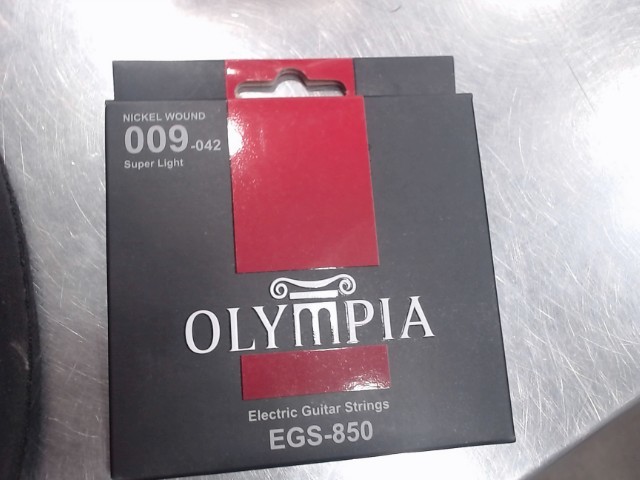 NICKEL WOUND
009-042
Super Light
OLYMPIA
Electric Guitar Strings
EGS-850